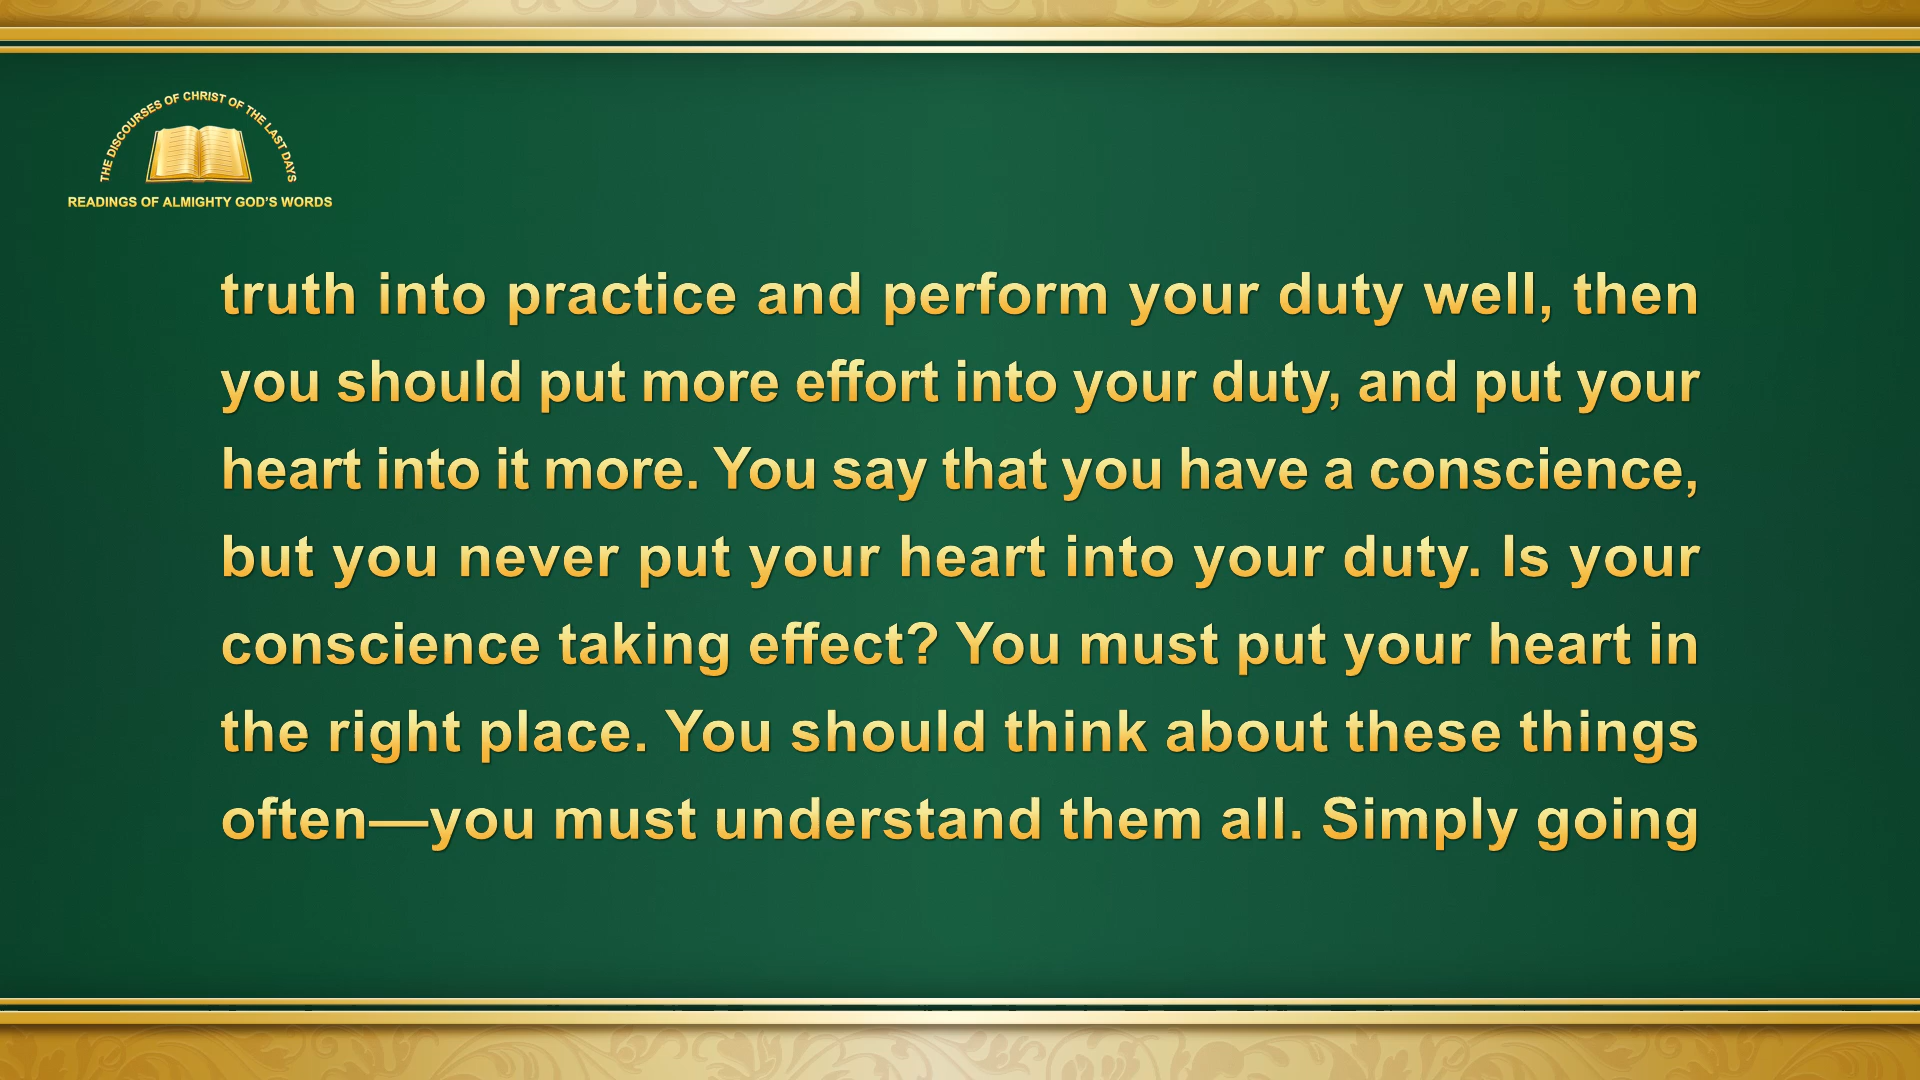 THE DISCOURSES OF CHRIST OF THE LAST DAYS
READINGS OF ALMIGHTY GOD'S WORDS
truth into practice and perform your duty well, then
you should put more effort into your duty, and put your
heart into it more. You say that you have a conscience,
but you never put your heart into your duty. Is your
conscience taking effect? You must put your heart in
the right place. You should think about these things
often—you must understand them all. Simply going